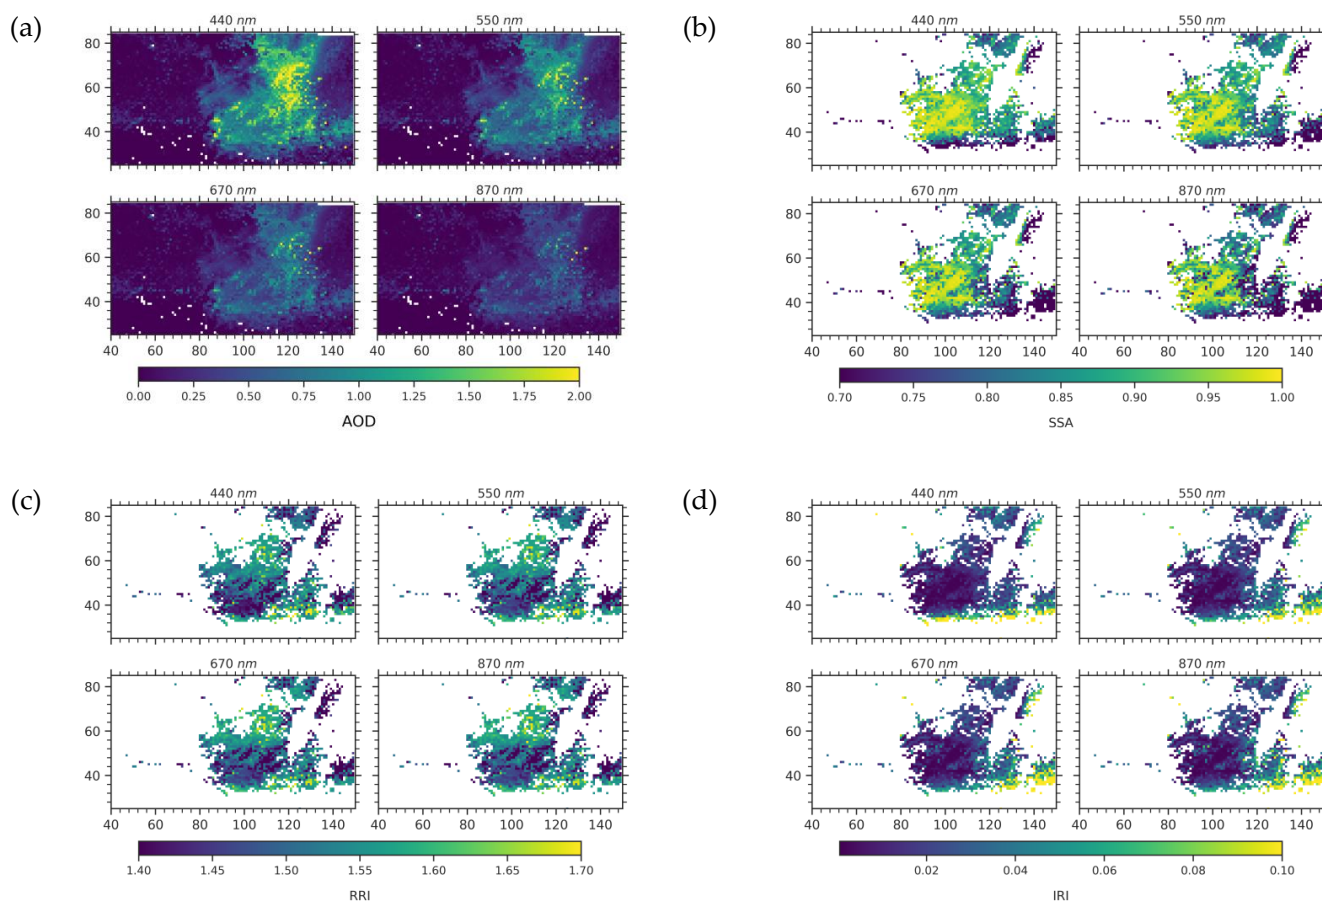 (a)
440 nm
550 nm
80
60
40
670 nm
870 nm
80
60
40
40 60 80 100 120 140 40 60 80 100 120 140
0.00 0.25 0.50 0.75 1.00 1.25 1.50 1.75 2.00
AOD
(b)
440 nm
550 nm
80
60
40
670 nm
870 nm
80
60
40
40 60 80 100 120 140 40 60 80 100 120 140
0.70 0.75 0.80 0.85 0.90 0.95 1.00
SSA
(c)
440 nm
550 nm
80
60
40
670 nm
870 nm
80
60
40
40 60 80 100 120 140 40 60 80 100 120 140
1.40 1.45 1.50 1.55 1.60 1.65 1.70
RRI
(d)
440 nm
550 nm
80
60
40
670 nm
870 nm
80
60
40
40 60 80 100 120 140 40 60 80 100 120 140
0.02 0.04 0.06 0.08 0.10
IRI